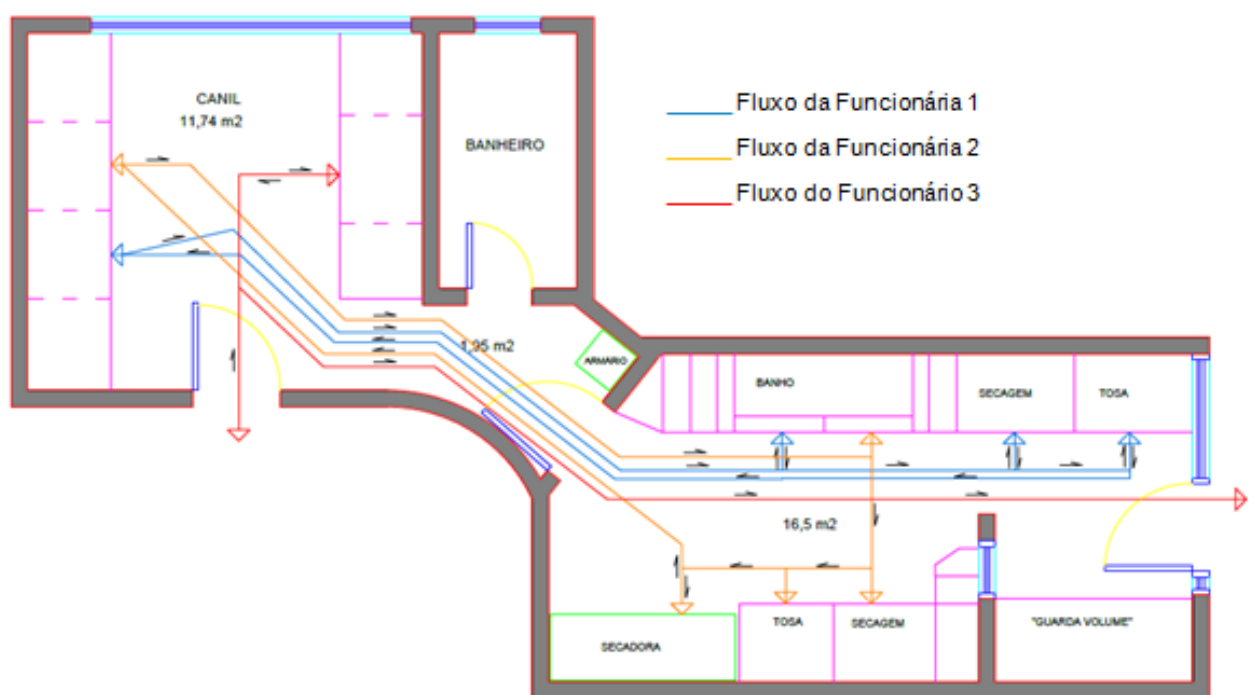 CANIL
11,74 m2
BANHEIRO
Fluxo da Funcionária 1
Fluxo da Funcionária 2
Fluxo do Funcionário 3
1,95 m2
ARMÁRIO
BANHO
SECAGEM
TOSA
16,5 m2
SECADORA
TOSA
SECAGEM
"GUARDA VOLUME"